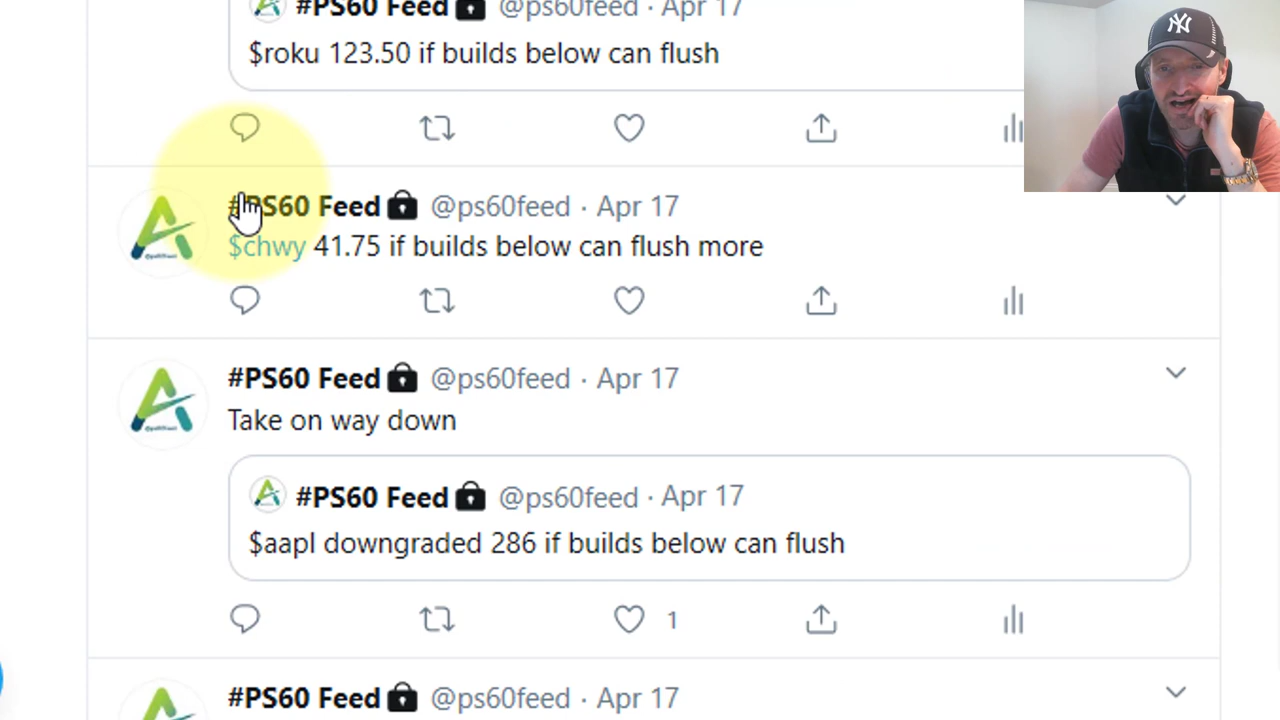 #PS60 Feed @ps60feed · Apr 17
$roku 123.50 if builds below can flush
#PS60 Feed @ps60feed · Apr 17
$chwy 41.75 if builds below can flush more
#PS60 Feed @ps60feed · Apr 17
Take on way down
#PS60 Feed @ps60feed · Apr 17
$aapl downgraded 286 if builds below can flush
1
#PS60 Feed @ps60feed · Apr 17